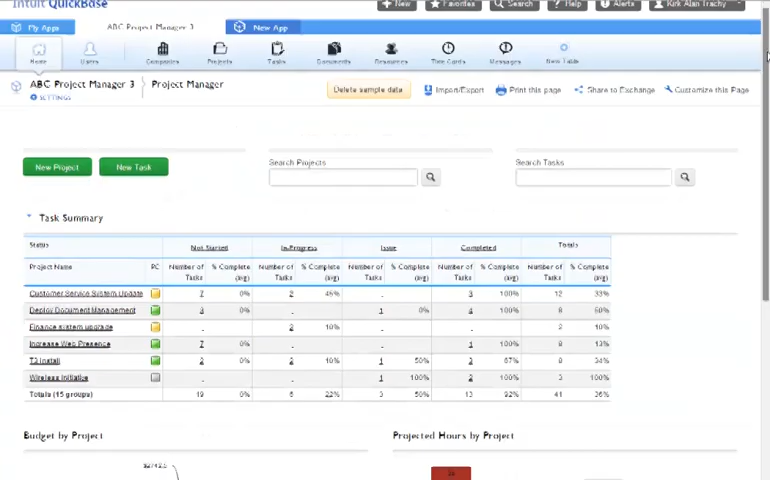 Intuit QuickBase
New Favorites Search Help Alerts Kirk Alan Trachy
My Apps ABC Project Manager 3 New App
Home Users Companies Projects Tasks Documents Resources Time Cards Messages New Table
ABC Project Manager 3 Project Manager
SETTINGS
Delete sample data Import/Export Print this page Share to Exchange Customize this Page
New Project New Task
Search Projects Search Tasks
Task Summary
Status Not Started In-Progress Issue Completed Totals
Project Name PC Number of Tasks % Complete (avg) Number of Tasks % Complete (avg) Number of Tasks % Complete (avg) Number of Tasks % Complete (avg) Number of Tasks % Complete (avg)
Customer Service System Update 7 0% 2 45% 3 100% 12 33%
Deploy Document Management 3 0% 1 0% 4 100% 8 50%
Finance system upgrade 2 10% 2 10%
Increase Web Presence 7 0% 1 100% 8 13%
T3 Install 2 0% 2 10% 1 50% 3 67% 8 34%
Wireless Initiative 1 100% 2 100% 3 100%
Totals (15 groups) 19 0% 6 22% 3 50% 13 92% 41 36%
Budget by Project Projected Hours by Project